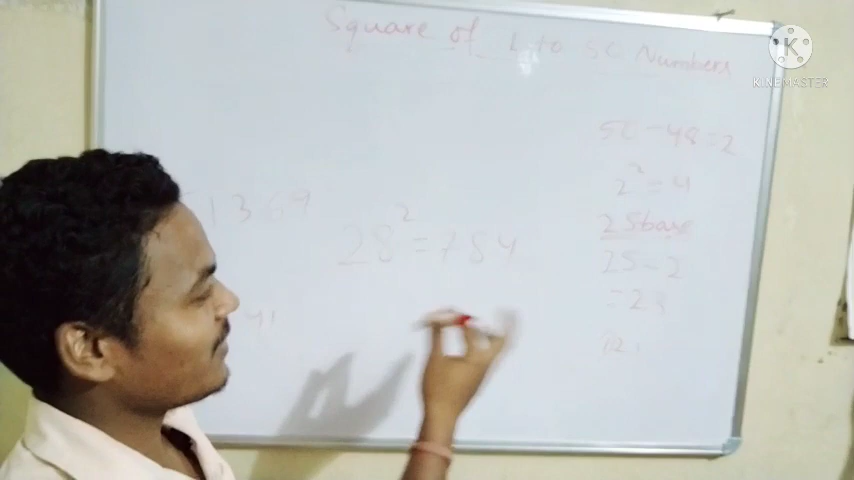 Square of 1 to 50 Numbers
50 - 48 = 2
2² = 4
25 base
25 - 2
= 23
1369
28² = 784
41
K
KINEMASTER